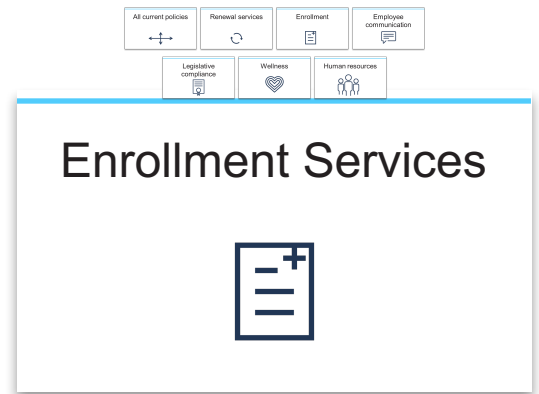 All current policies
Renewal services
Enrollment
Employee
communication
Legislative
compliance
Wellness
Human resources
Enrollment Services